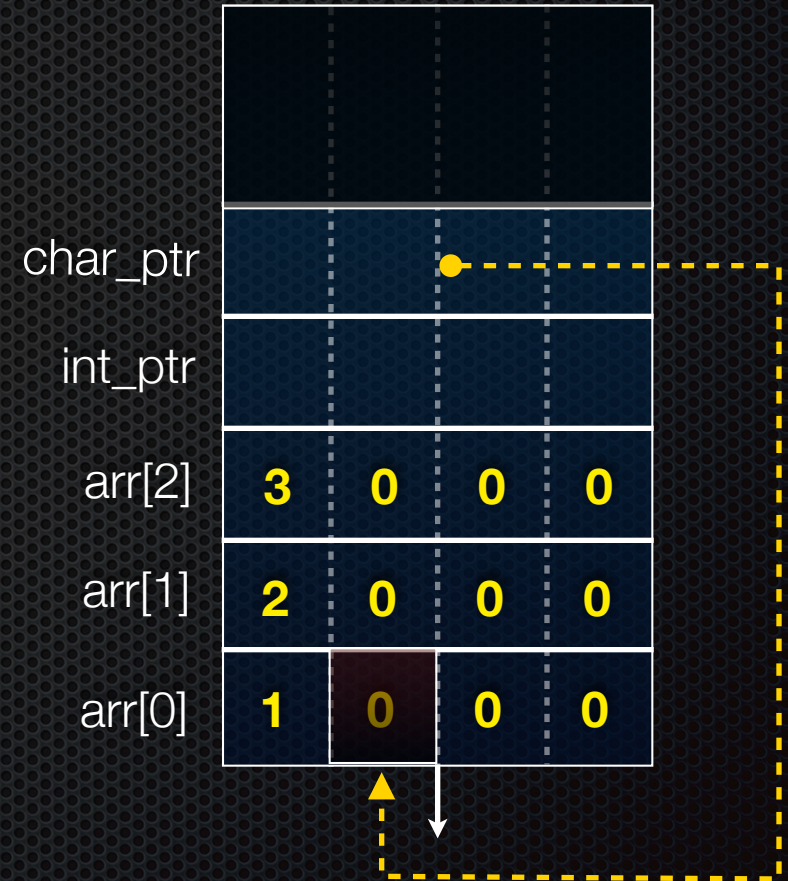 char_ptr
int_ptr
arr[2] 3 0 0 0
arr[1] 2 0 0 0
arr[0] 1 0 0 0